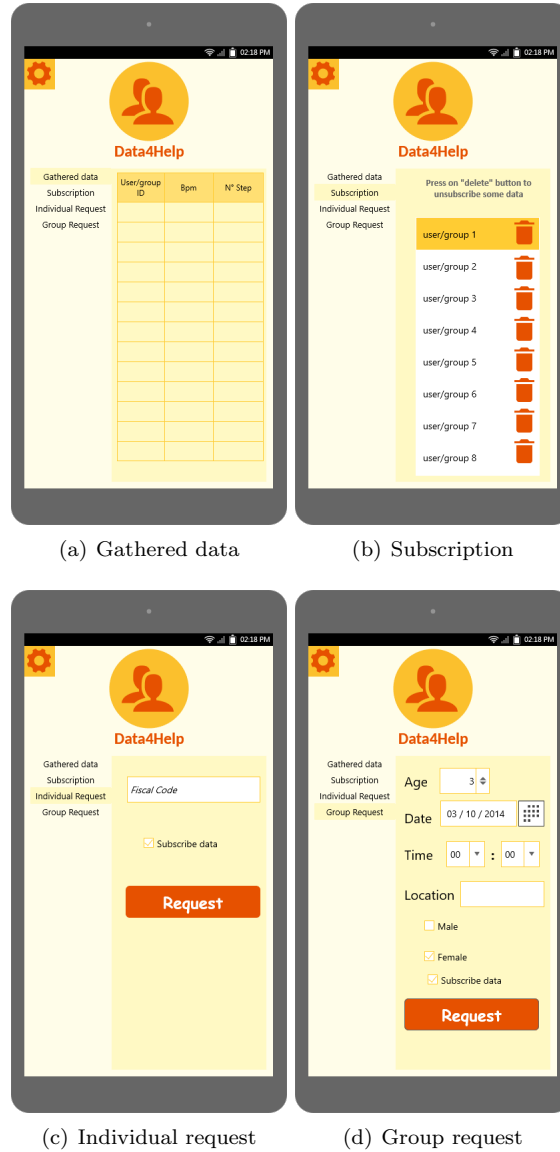 02:18 PM
Data4Help
Gathered data
Subscription
Individual Request
Group Request
User/group ID
Bpm
N° Step
(a) Gathered data
02:18 PM
Data4Help
Gathered data
Subscription
Individual Request
Group Request
Press on "delete" button to
unsubscribe some data
user/group 1
user/group 2
user/group 3
user/group 4
user/group 5
user/group 6
user/group 7
user/group 8
(b) Subscription
02:18 PM
Data4Help
Gathered data
Subscription
Individual Request
Group Request
Fiscal Code
Subscribe data
Request
(c) Individual request
02:18 PM
Data4Help
Gathered data
Subscription
Individual Request
Group Request
Age 3
Date 03 / 10 / 2014
Time 00 : 00
Location
Male
Female
Subscribe data
Request
(d) Group request